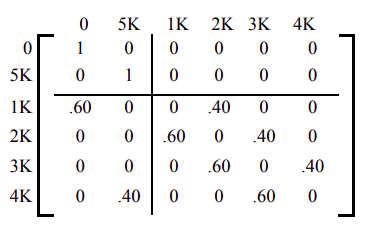 0 5K 1K 2K 3K 4K
0 1 0 0 0 0 0
5K 0 1 0 0 0 0
1K .60 0 0 .40 0 0
2K 0 0 .60 0 .40 0
3K 0 0 0 .60 0 .40
4K 0 .40 0 0 .60 0